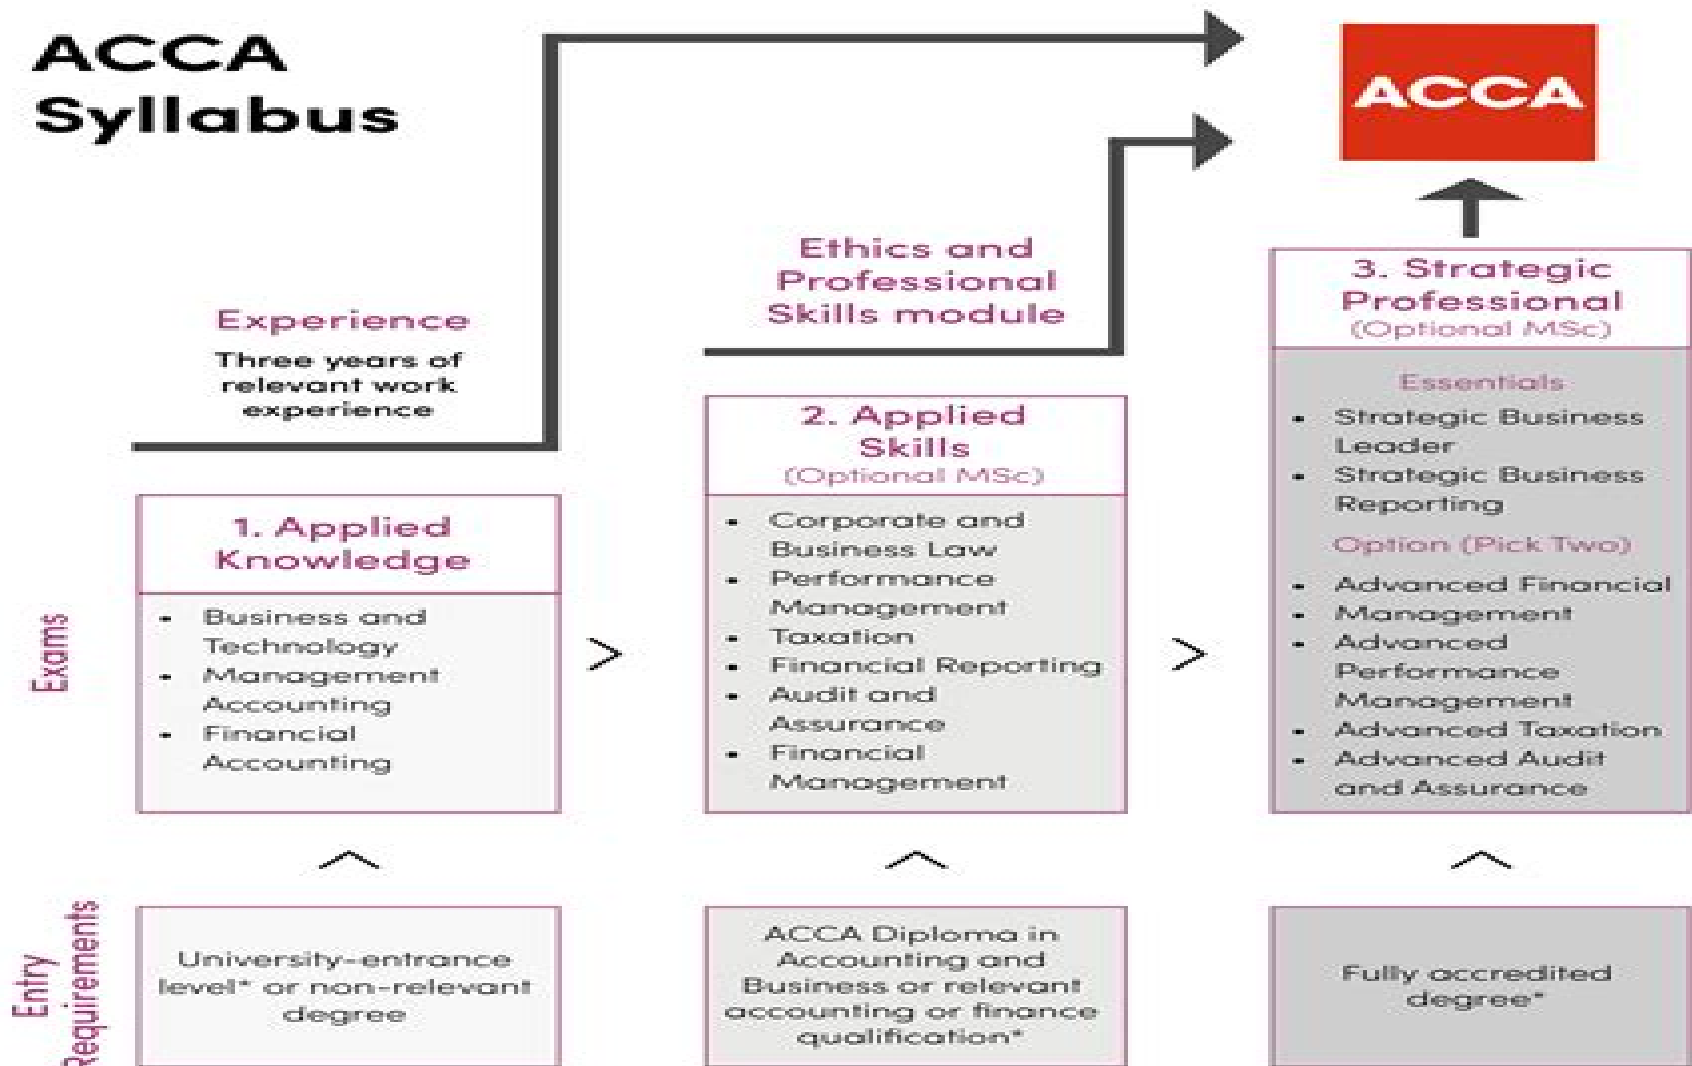 ACCA
Syllabus
ACCA
Experience
Three years of
relevant work
experience
Ethics and
Professional
Skills module
1. Applied
Knowledge
• Business and
Technology
• Management
Accounting
• Financial
Accounting
2. Applied
Skills
(Optional MSc)
• Corporate and
Business Law
• Performance
Management
• Taxation
• Financial Reporting
• Audit and
Assurance
• Financial
Management
3. Strategic
Professional
(Optional MSc)
Essentials
• Strategic Business
Leader
• Strategic Business
Reporting
Option (Pick Two)
• Advanced Financial
• Management
• Advanced
Performance
Management
• Advanced Taxation
• Advanced Audit
and Assurance
Exams
>
>
Entry
Requirements
University-entrance
level* or non-relevant
degree
ACCA Diploma in
Accounting and
Business or relevant
accounting or finance
qualification*
Fully accredited
degree*